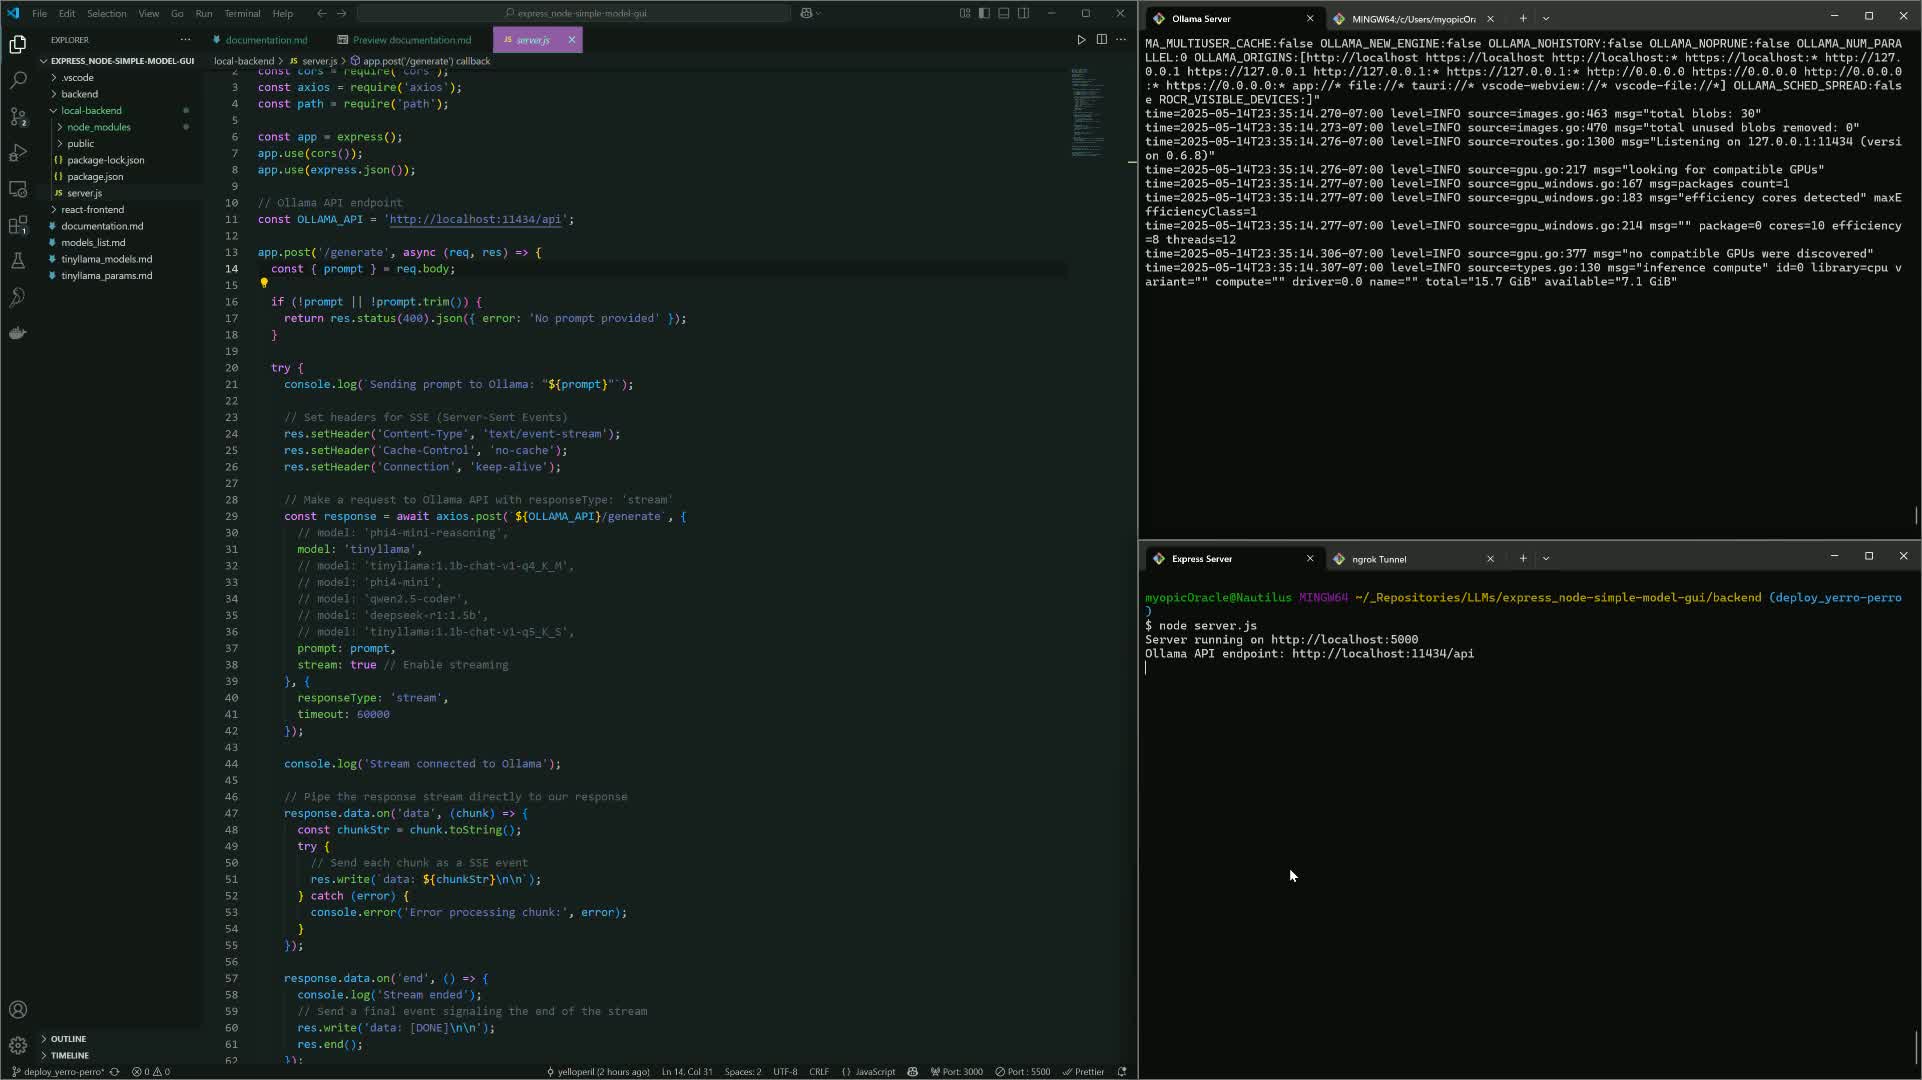 File Edit Selection View Go Run Terminal Help
express_node-simple-model-gui
EXPLORER
EXPRESS_NODE-SIMPLE-MODEL-GUI
.vscode
backend
local-backend
node_modules
public
package-lock.json
package.json
server.js
react-frontend
documentation.md
models_list.md
tinyllama_models.md
tinyllama_params.md
OUTLINE
TIMELINE
documentation.md
Preview documentation.md
JS server.js
local-backend > JS server.js > app.post('/generate') callback
2 const cors = require('cors');
3 const axios = require('axios');
4 const path = require('path');
5
6 const app = express();
7 app.use(cors());
8 app.use(express.json());
9
10 // Ollama API endpoint
11 const OLLAMA_API = 'http://localhost:11434/api';
12
13 app.post('/generate', async (req, res) => {
14 const { prompt } = req.body;
15
16 if (!prompt || !prompt.trim()) {
17 return res.status(400).json({ error: 'No prompt provided' });
18 }
19
20 try {
21 console.log(`Sending prompt to Ollama: "${prompt}"`);
22
23 // Set headers for SSE (Server-Sent Events)
24 res.setHeader('Content-Type', 'text/event-stream');
25 res.setHeader('Cache-Control', 'no-cache');
26 res.setHeader('Connection', 'keep-alive');
27
28 // Make a request to Ollama API with responseType: 'stream'
29 const response = await axios.post(`${OLLAMA_API}/generate`, {
30 // model: 'phi4-mini-reasoning',
31 model: 'tinyllama',
32 // model: 'tinyllama:1.1b-chat-v1-q4_K_M',
33 // model: 'phi4-mini',
34 // model: 'qwen2.5-coder',
35 // model: 'deepseek-r1:1.5b',
36 // model: 'tinyllama:1.1b-chat-v1-q5_K_S',
37 prompt: prompt,
38 stream: true // Enable streaming
39 }, {
40 responseType: 'stream',
41 timeout: 60000
42 });
43
44 console.log('Stream connected to Ollama');
45
46 // Pipe the response stream directly to our response
47 response.data.on('data', (chunk) => {
48 const chunkStr = chunk.toString();
49 try {
50 // Send each chunk as a SSE event
51 res.write(`data: ${chunkStr}\n\n`);
52 } catch (error) {
53 console.error('Error processing chunk:', error);
54 }
55 });
56
57 response.data.on('end', () => {
58 console.log('Stream ended');
59 // Send a final event signaling the end of the stream
60 res.write('data: [DONE]\n\n');
61 res.end();
62 });
deploy_yerro-perro* 0 0 yelloperil (2 hours ago) Ln 14, Col 31 Spaces: 2 UTF-8 CRLF {} JavaScript Port: 3000 Port : 5500 Prettier
Ollama Server
MINGW64:/c/Users/myopicOra
MA_MULTIUSER_CACHE:false OLLAMA_NEW_ENGINE:false OLLAMA_NOHISTORY:false OLLAMA_NOPRUNE:false OLLAMA_NUM_PARA
LLEL:0 OLLAMA_ORIGINS:[http://localhost https://localhost http://localhost:* https://localhost:* http://127.
0.0.1 https://127.0.0.1 http://127.0.0.1:* https://127.0.0.1:* http://0.0.0.0 https://0.0.0.0 http://0.0.0.0
:* https://0.0.0.0:* app://* file://* tauri://* vscode-webview://* vscode-file://*] OLLAMA_SCHED_SPREAD:fals
e ROCR_VISIBLE_DEVICES:]"
time=2025-05-14T23:35:14.270-07:00 level=INFO source=images.go:463 msg="total blobs: 30"
time=2025-05-14T23:35:14.273-07:00 level=INFO source=images.go:470 msg="total unused blobs removed: 0"
time=2025-05-14T23:35:14.276-07:00 level=INFO source=routes.go:1300 msg="Listening on 127.0.0.1:11434 (versi
on 0.6.8)"
time=2025-05-14T23:35:14.276-07:00 level=INFO source=gpu.go:217 msg="looking for compatible GPUs"
time=2025-05-14T23:35:14.277-07:00 level=INFO source=gpu_windows.go:167 msg=packages count=1
time=2025-05-14T23:35:14.277-07:00 level=INFO source=gpu_windows.go:183 msg="efficiency cores detected" maxE
fficiencyClass=1
time=2025-05-14T23:35:14.277-07:00 level=INFO source=gpu_windows.go:214 msg="" package=0 cores=10 efficiency
=8 threads=12
time=2025-05-14T23:35:14.306-07:00 level=INFO source=gpu.go:377 msg="no compatible GPUs were discovered"
time=2025-05-14T23:35:14.307-07:00 level=INFO source=types.go:130 msg="inference compute" id=0 library=cpu v
ariant="" compute="" driver=0.0 name="" total="15.7 GiB" available="7.1 GiB"
Express Server
ngrok Tunnel
myopicOracle@Nautilus MINGW64 ~/_Repositories/LLMs/express_node-simple-model-gui/backend (deploy_yerro-perro
)
$ node server.js
Server running on http://localhost:5000
Ollama API endpoint: http://localhost:11434/api